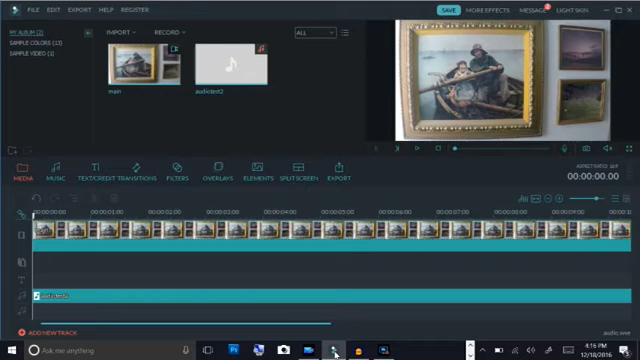 FILE EDIT EXPORT HELP REGISTER
SAVE MORE EFFECTS MESSAGE LIGHT SKIN
MY ALBUM (2)
SAMPLE COLORS (15)
SAMPLE VIDEO (1)
IMPORT RECORD ALL
main audiotest2
MEDIA MUSIC TEXT/CREDIT TRANSITIONS FILTERS OVERLAYS ELEMENTS SPLIT SCREEN EXPORT
00:00:00.00
00:00:00:00 00:00:01:00 00:00:02:00 00:00:03:00 00:00:04:00 00:00:05:00 00:00:06:00 00:00:07:00 00:00:08:00 00:00:09:00
audiotest2
ADD NEW TRACK
Ask me anything
4:16 PM
12/18/2016